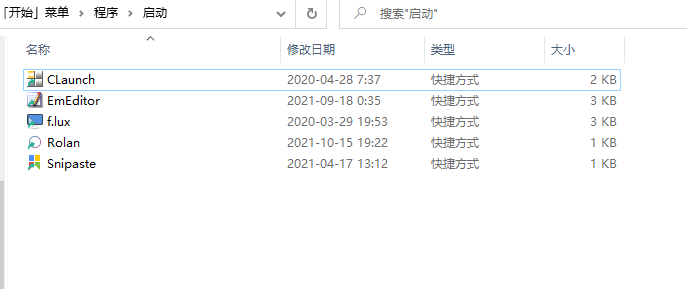 「开始」菜单 > 程序 > 启动 搜索"启动"
名称 修改日期 类型 大小
CLaunch 2020-04-28 7:37 快捷方式 2 KB
EmEditor 2021-09-18 0:35 快捷方式 3 KB
f.lux 2020-03-29 19:53 快捷方式 3 KB
Rolan 2021-10-15 19:22 快捷方式 1 KB
Snipaste 2021-04-17 13:12 快捷方式 1 KB